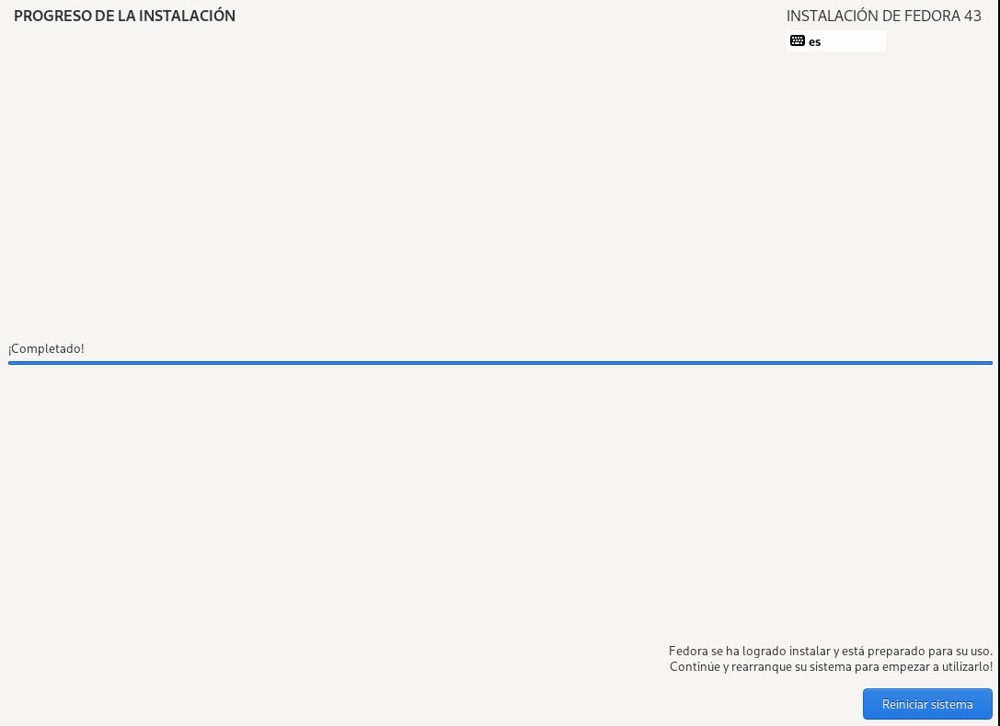 PROGRESO DE LA INSTALACIÓN
INSTALACIÓN DE FEDORA 43
es
¡Completado!
Fedora se ha logrado instalar y está preparado para su uso.
Continúe y rearranque su sistema para empezar a utilizarlo!
Reiniciar sistema